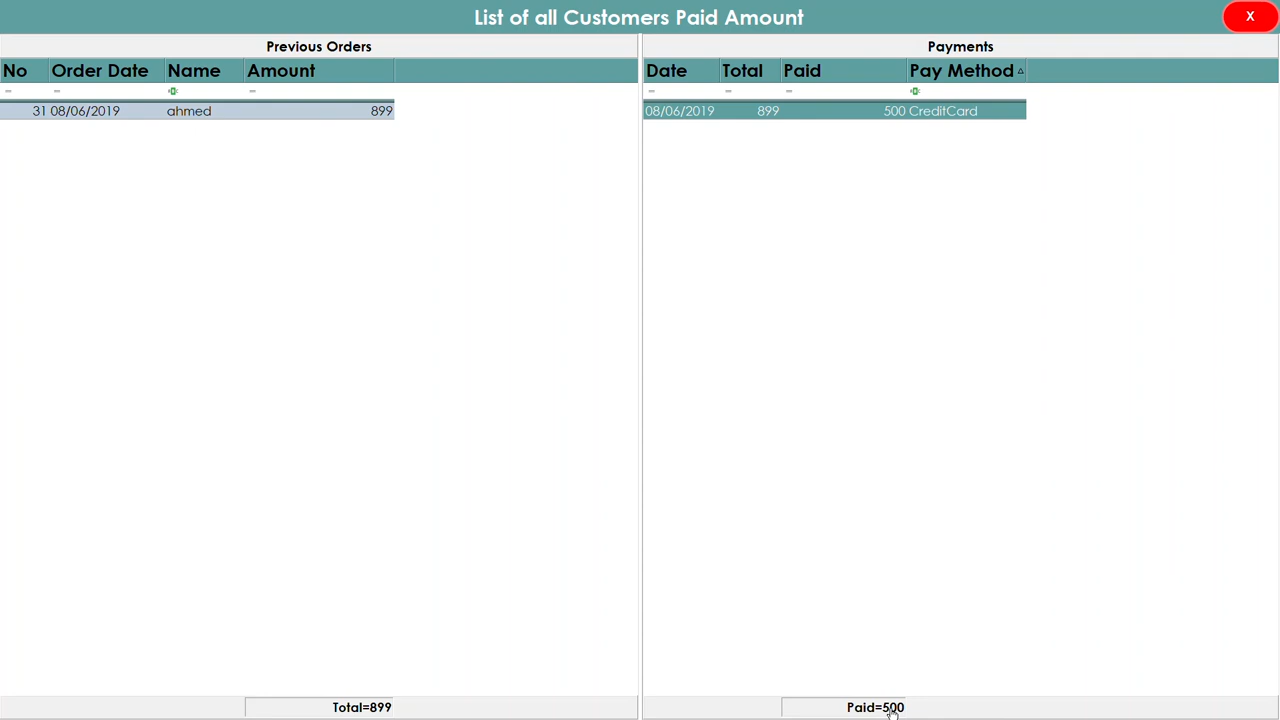 List of all Customers Paid Amount
X
Previous Orders
No Order Date Name Amount
31 08/06/2019 ahmed 899
Total=899
Payments
Date Total Paid Pay Method
08/06/2019 899 500 CreditCard
Paid=500